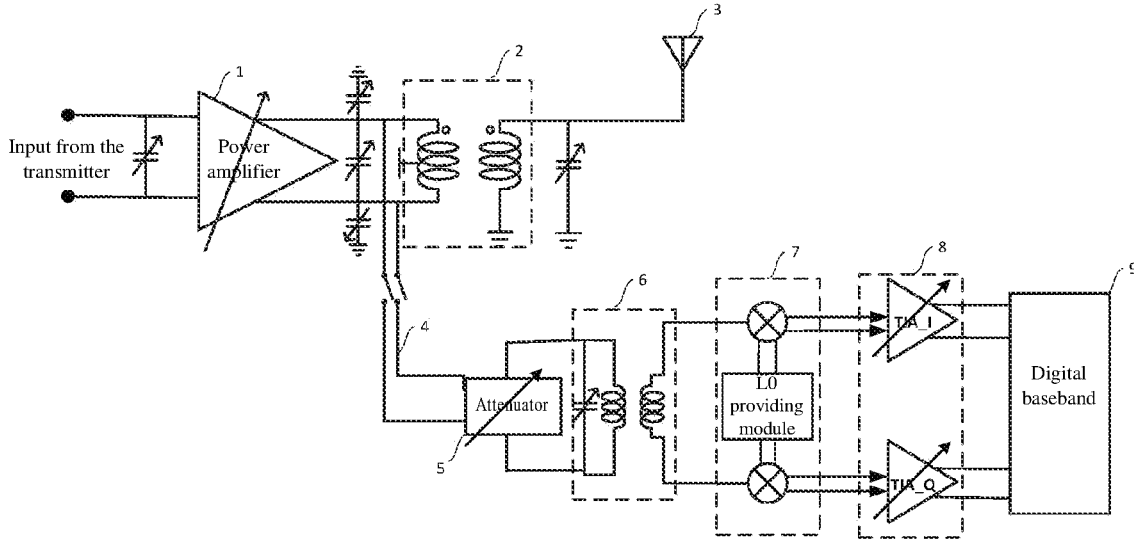 3
2
1
Input from the
transmitter
Power
amplifier
4
5
Attenuator
6
7
L0
providing
module
8
TIA_I
TIA_Q
9
Digital
baseband